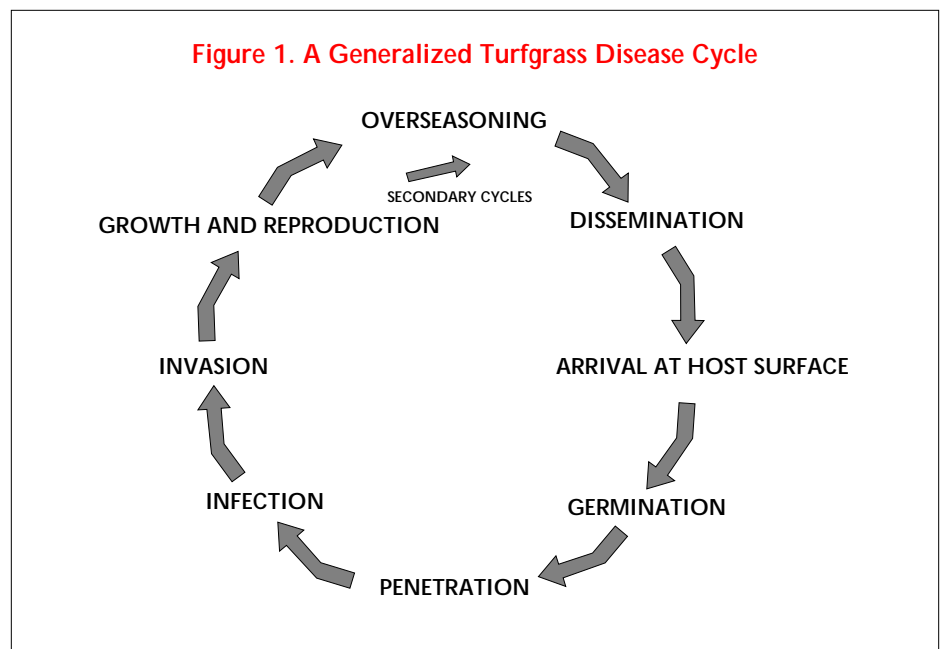 Figure 1. A Generalized Turfgrass Disease Cycle
OVERSEASONING
SECONDARY CYCLES
DISSEMINATION
GROWTH AND REPRODUCTION
ARRIVAL AT HOST SURFACE
INVASION
GERMINATION
INFECTION
PENETRATION